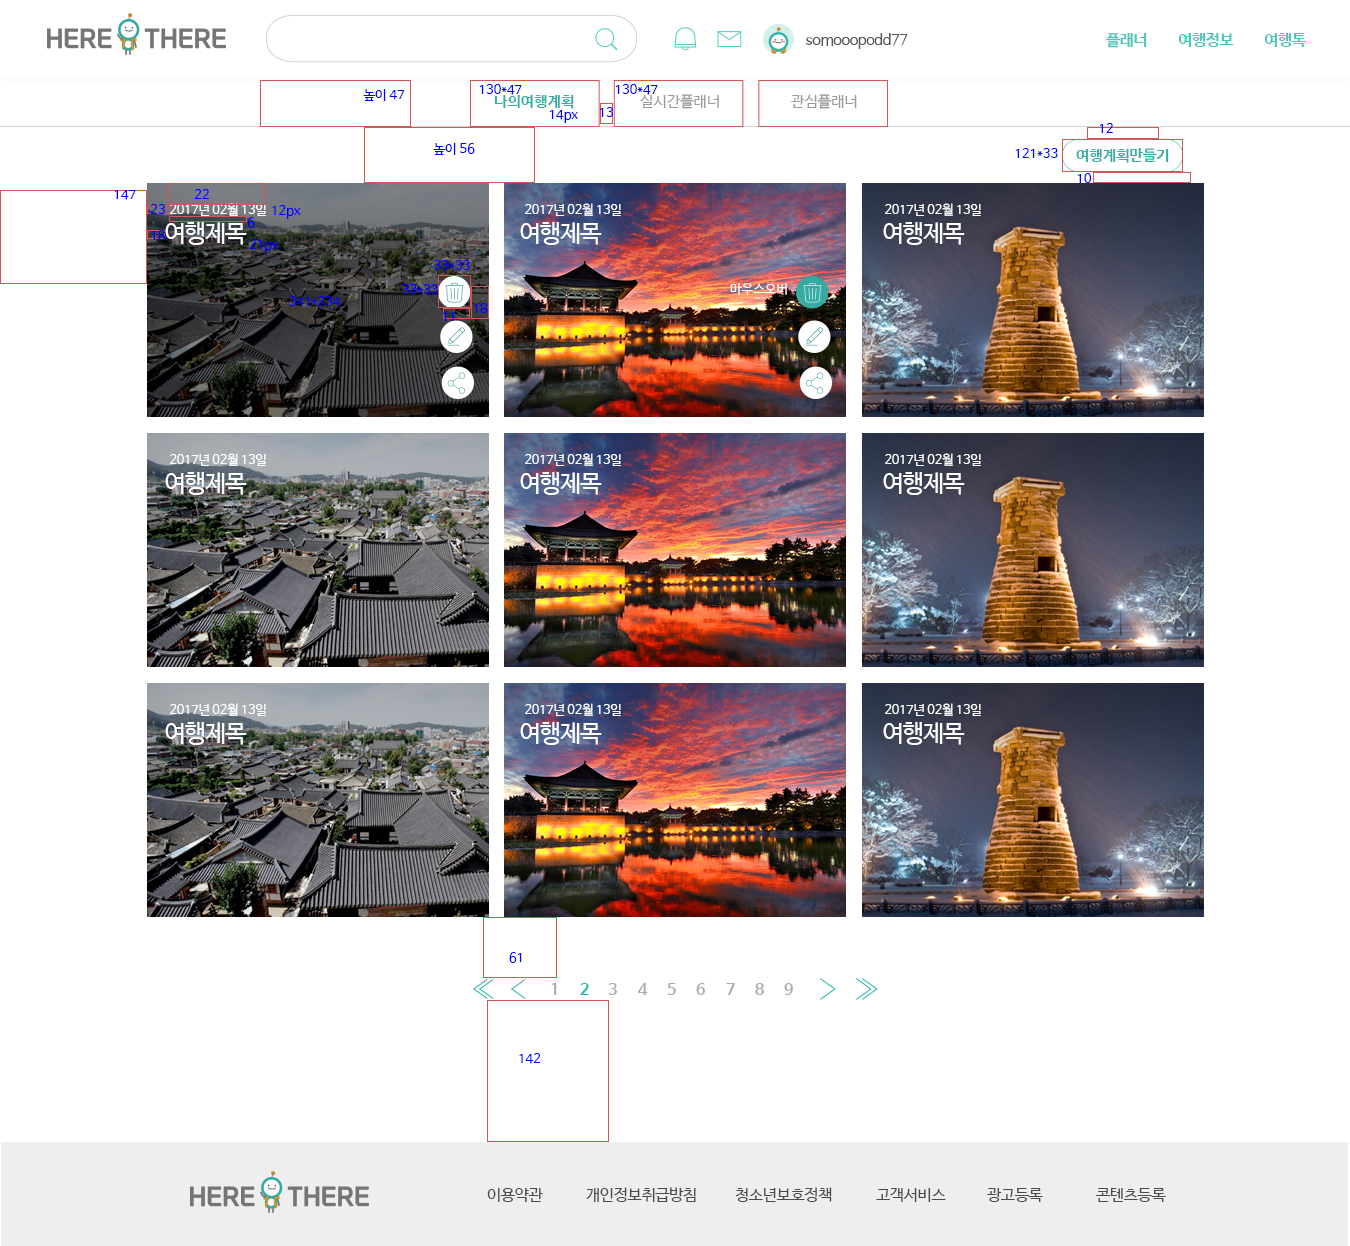 HERE THERE
somooopodd77
플래너
여행정보
여행톡
높이 47
130*47
나의여행계획
14px
13
130*47
실시간플래너
관심플래너
높이 56
12
121*33
여행계획만들기
10
147
22
23
2017년 02월 13일
12px
6
18
여행제목
21px
33*33
33*33
341*234
18
11
2017년 02월 13일
여행제목
마우스오버
2017년 02월 13일
여행제목
2017년 02월 13일
여행제목
2017년 02월 13일
여행제목
2017년 02월 13일
여행제목
2017년 02월 13일
여행제목
2017년 02월 13일
여행제목
2017년 02월 13일
여행제목
61
1 2 3 4 5 6 7 8 9
142
HERE THERE
이용약관
개인정보취급방침
청소년보호정책
고객서비스
광고등록
콘텐츠등록